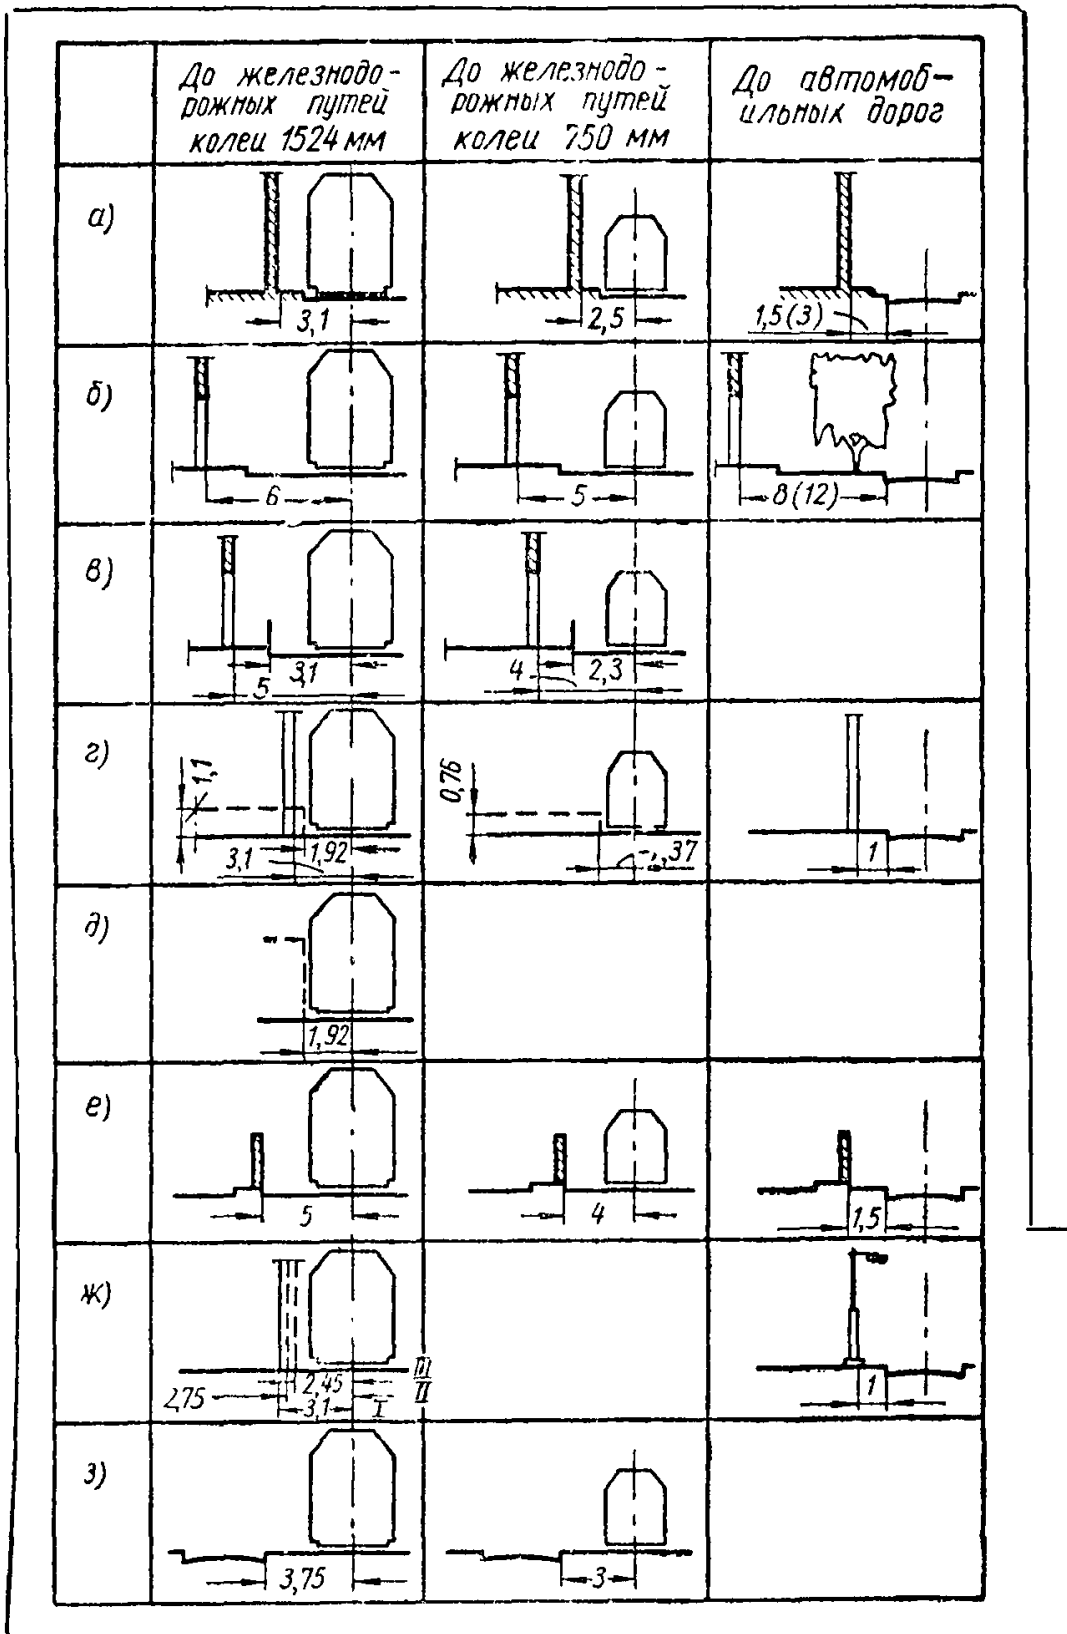 До железнодо-
рожных путей
колеи 1524 мм
До железнодо-
рожных путей
колеи 750 мм
До автомоб-
ильных дорог
а)
3,1
2,5
1,5(3)
б)
6
5
8(12)
в)
3,1
5
2,3
4
г)
1,1
1,92
3,1
0,76
,37
1
д)
1,92
е)
5
4
1,5
ж)
2,45
III
2,75
II
3,1
I
1
з)
3,75
3